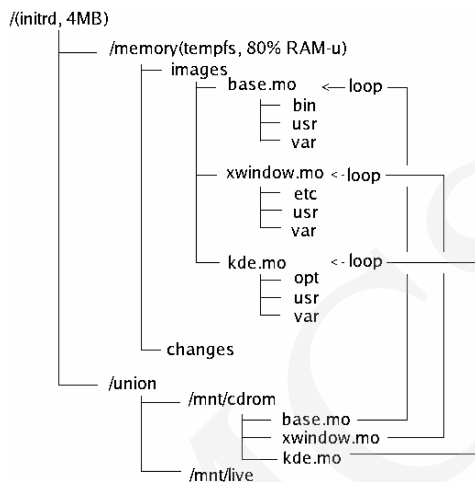 /(initrd, 4MB)
/memory(tempfs, 80% RAM-u)
images
base.mo <- loop
bin
usr
var
xwindow.mo <- loop
etc
usr
var
kde.mo <- loop
opt
usr
var
changes
/union
/mnt/cdrom
base.mo
xwindow.mo
kde.mo
/mnt/live